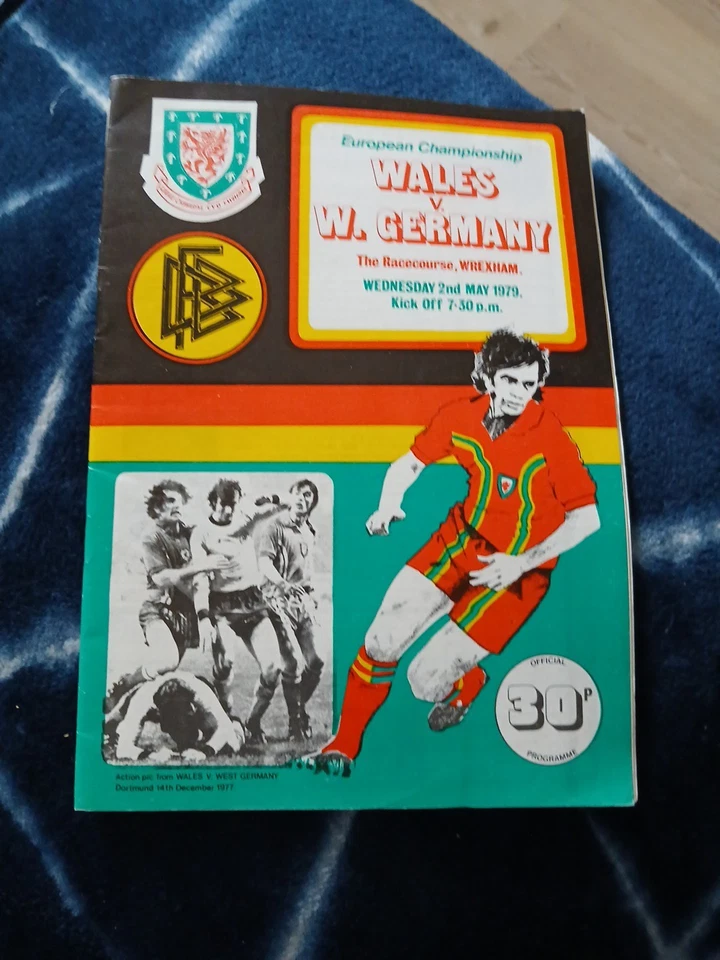 European Championship
WALES
V.
W. GERMANY
The Racecourse, WREXHAM.
WEDNESDAY 2nd MAY 1979.
Kick Off 7-30 p.m.
DFB
OFFICIAL
30P
PROGRAMME
Action pic from WALES V. WEST GERMANY
Dortmund 14th December 1977